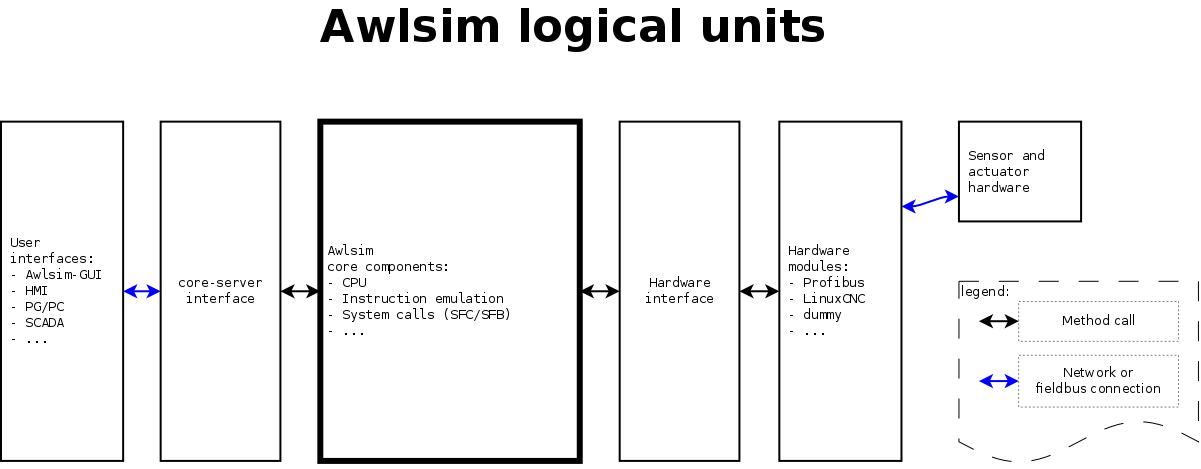 Awlsim logical units
User
interfaces:
- Awlsim-GUI
- HMI
- PG/PC
- SCADA
- ...
core-server
interface
Awlsim
core components:
- CPU
- Instruction emulation
- System calls (SFC/SFB)
- ...
Hardware
interface
Hardware
modules:
- Profibus
- LinuxCNC
- dummy
- ...
Sensor and
actuator
hardware
legend:
Method call
Network or
fieldbus connection